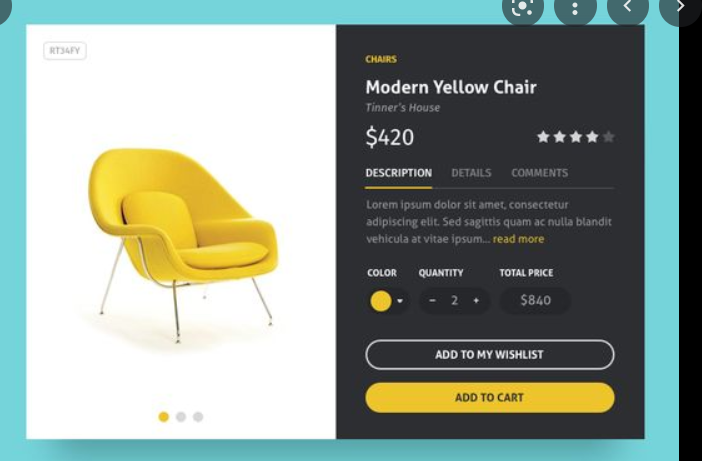 RT34FY
CHAIRS
Modern Yellow Chair
Tinner's House
$420
DESCRIPTION DETAILS COMMENTS
Lorem ipsum dolor sit amet, consectetur
adipiscing elit. Sed sagittis quam ac nulla blandit
vehicula at vitae ipsum... read more
COLOR QUANTITY TOTAL PRICE
- 2 + $840
ADD TO MY WISHLIST
ADD TO CART